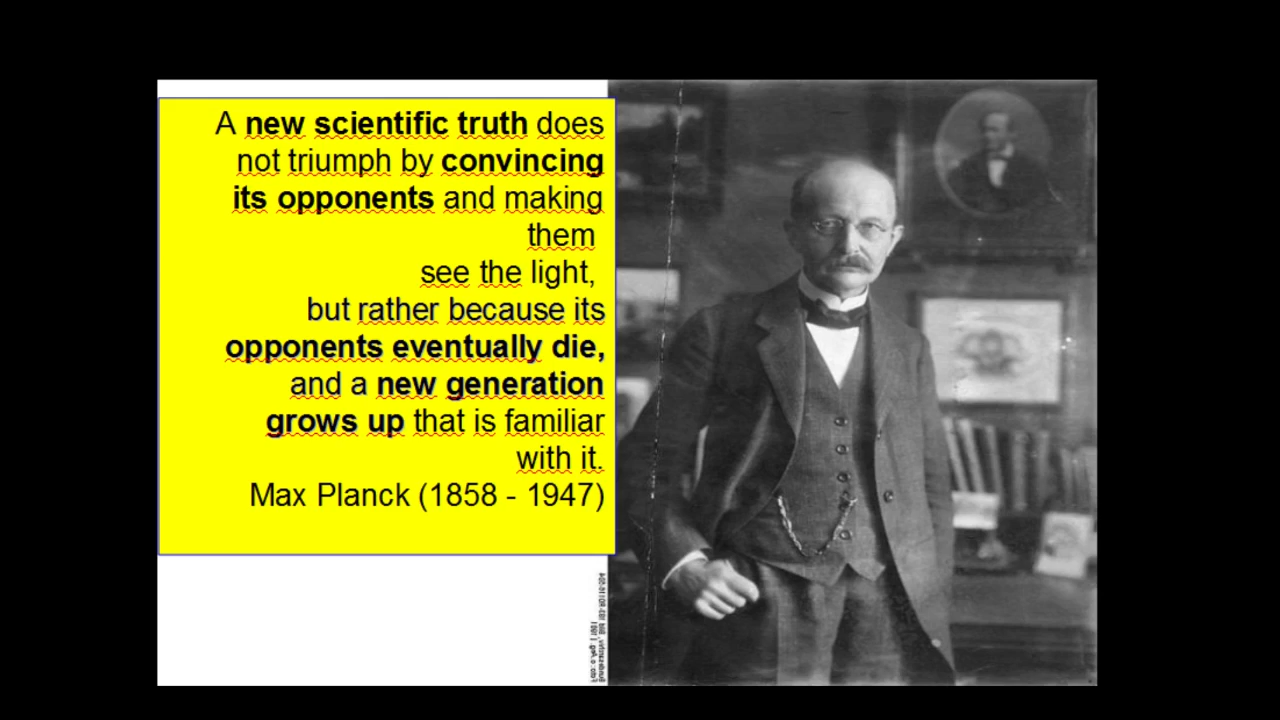 A new scientific truth does
not triumph by convincing
its opponents and making
them
see the light,
but rather because its
opponents eventually die,
and a new generation
grows up that is familiar
with it.
Max Planck (1858 - 1947)